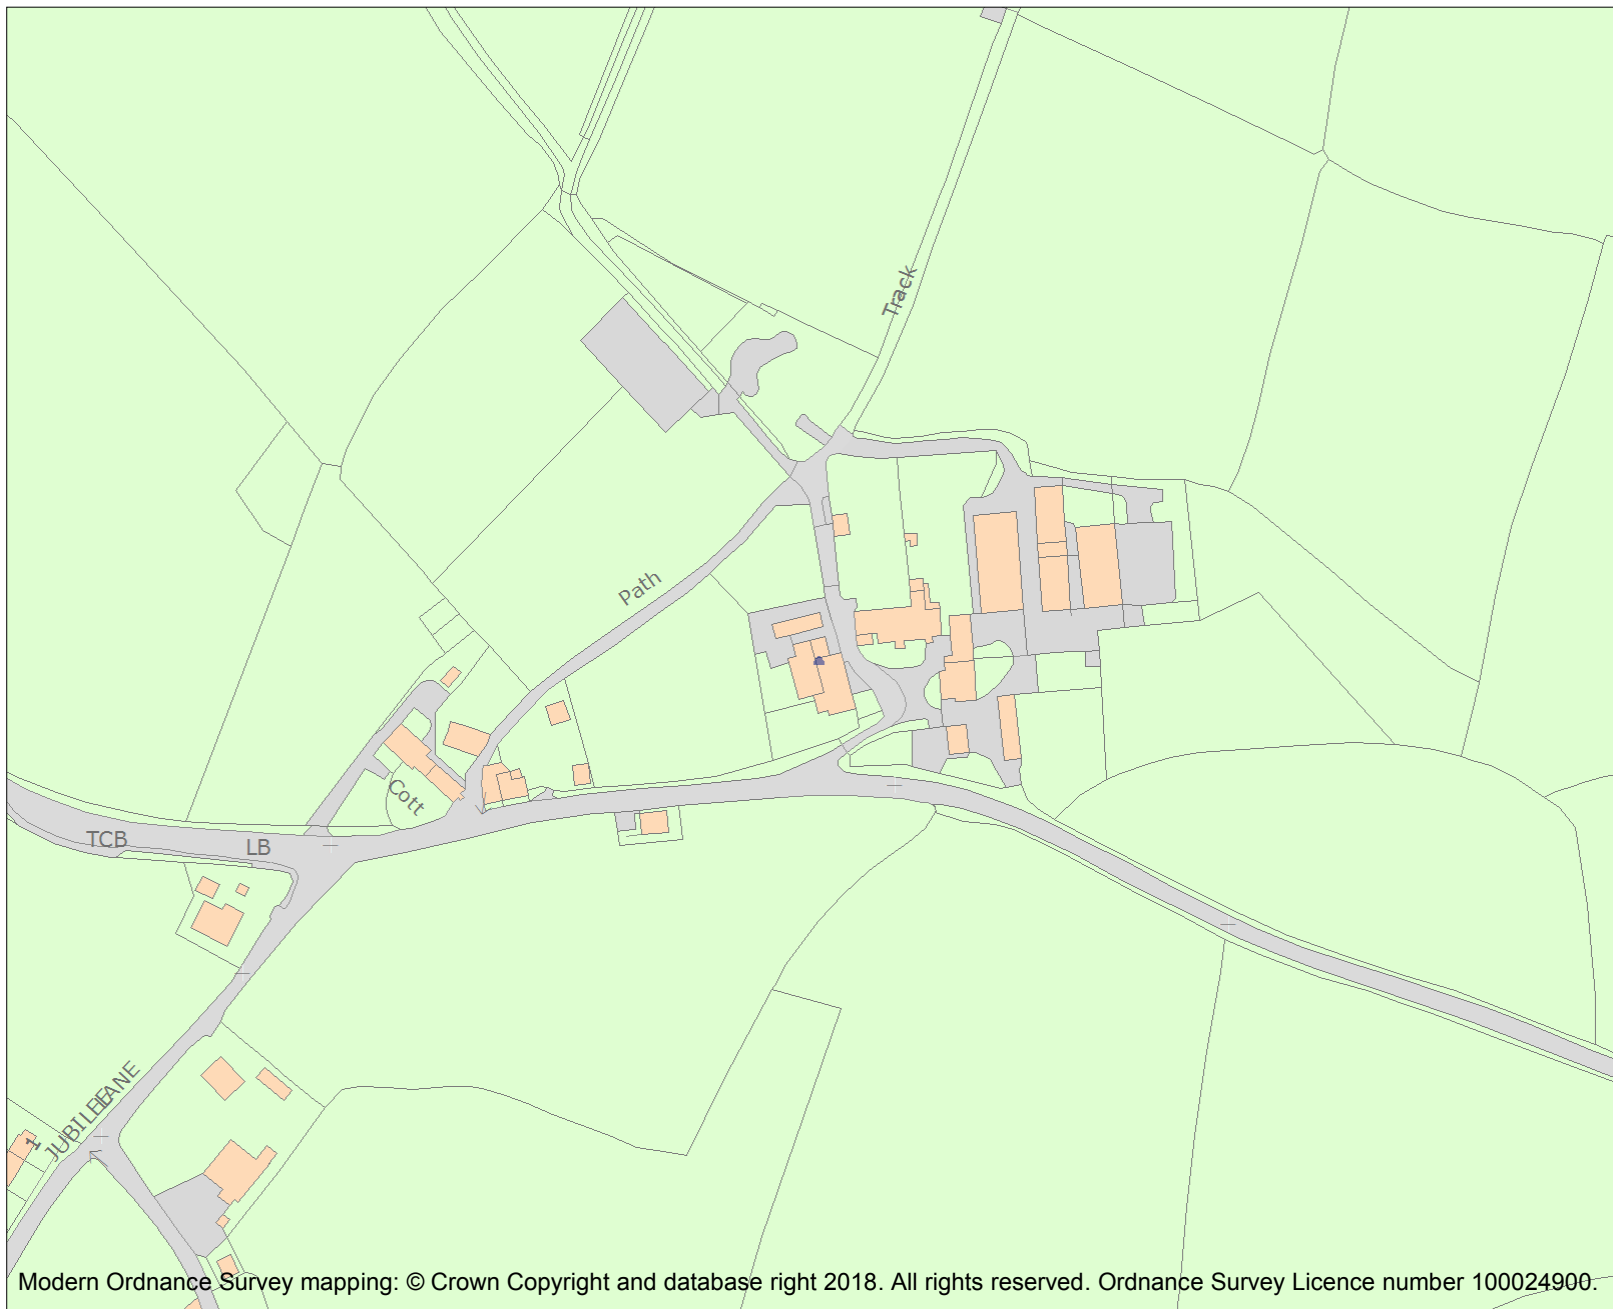 Track
Path
Cott
TCB
LB
JUBILEE LANE
1
Modern Ordnance Survey mapping: © Crown Copyright and database right 2018. All rights reserved. Ordnance Survey Licence number 100024900.